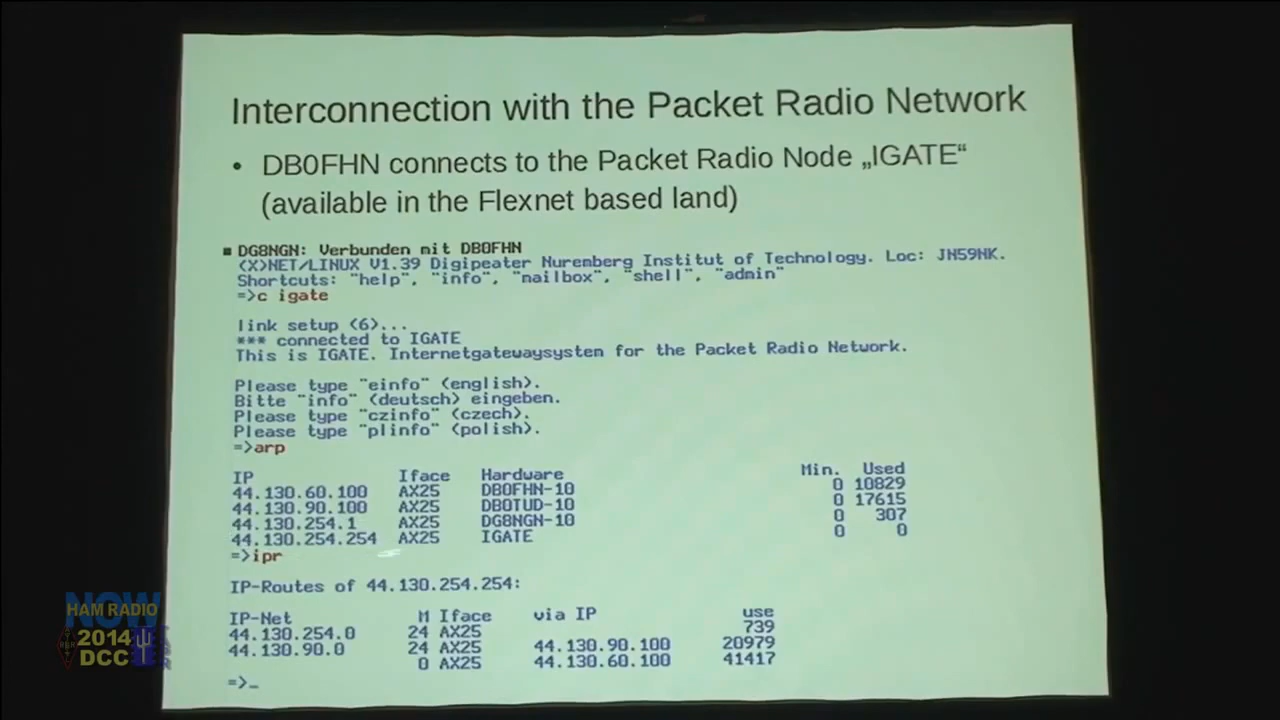 Interconnection with the Packet Radio Network
• DB0FHN connects to the Packet Radio Node „IGATE“
(available in the Flexnet based land)
DG8NGN: Verbunden mit DB0FHN
(X)NET/LINUX V1.39 Digipeater Nuremberg Institut of Technology. Loc: JN59NK.
Shortcuts: "help", "info", "mailbox", "shell", "admin"
=>c igate
link setup (6)...
*** connected to IGATE
This is IGATE. Internetgatewaysystem for the Packet Radio Network.
Please type "einfo" (english).
Bitte "info" (deutsch) eingeben.
Please type "czinfo" (czech).
Please type "plinfo" (polish).
=>arp
IP Iface Hardware Min. Used
44.130.60.100 AX25 DB0FHN-10 0 10829
44.130.90.100 AX25 DB0TUD-10 0 17615
44.130.254.1 AX25 DG8NGN-10 0 307
44.130.254.254 AX25 IGATE 0 0
=>ipr
IP-Routes of 44.130.254.254:
IP-Net M Iface via IP use
44.130.254.0 24 AX25 739
44.130.90.0 24 AX25 44.130.90.100 20979
0 AX25 44.130.60.100 41417
=>_
NOW
HAM RADIO
2014
DCC